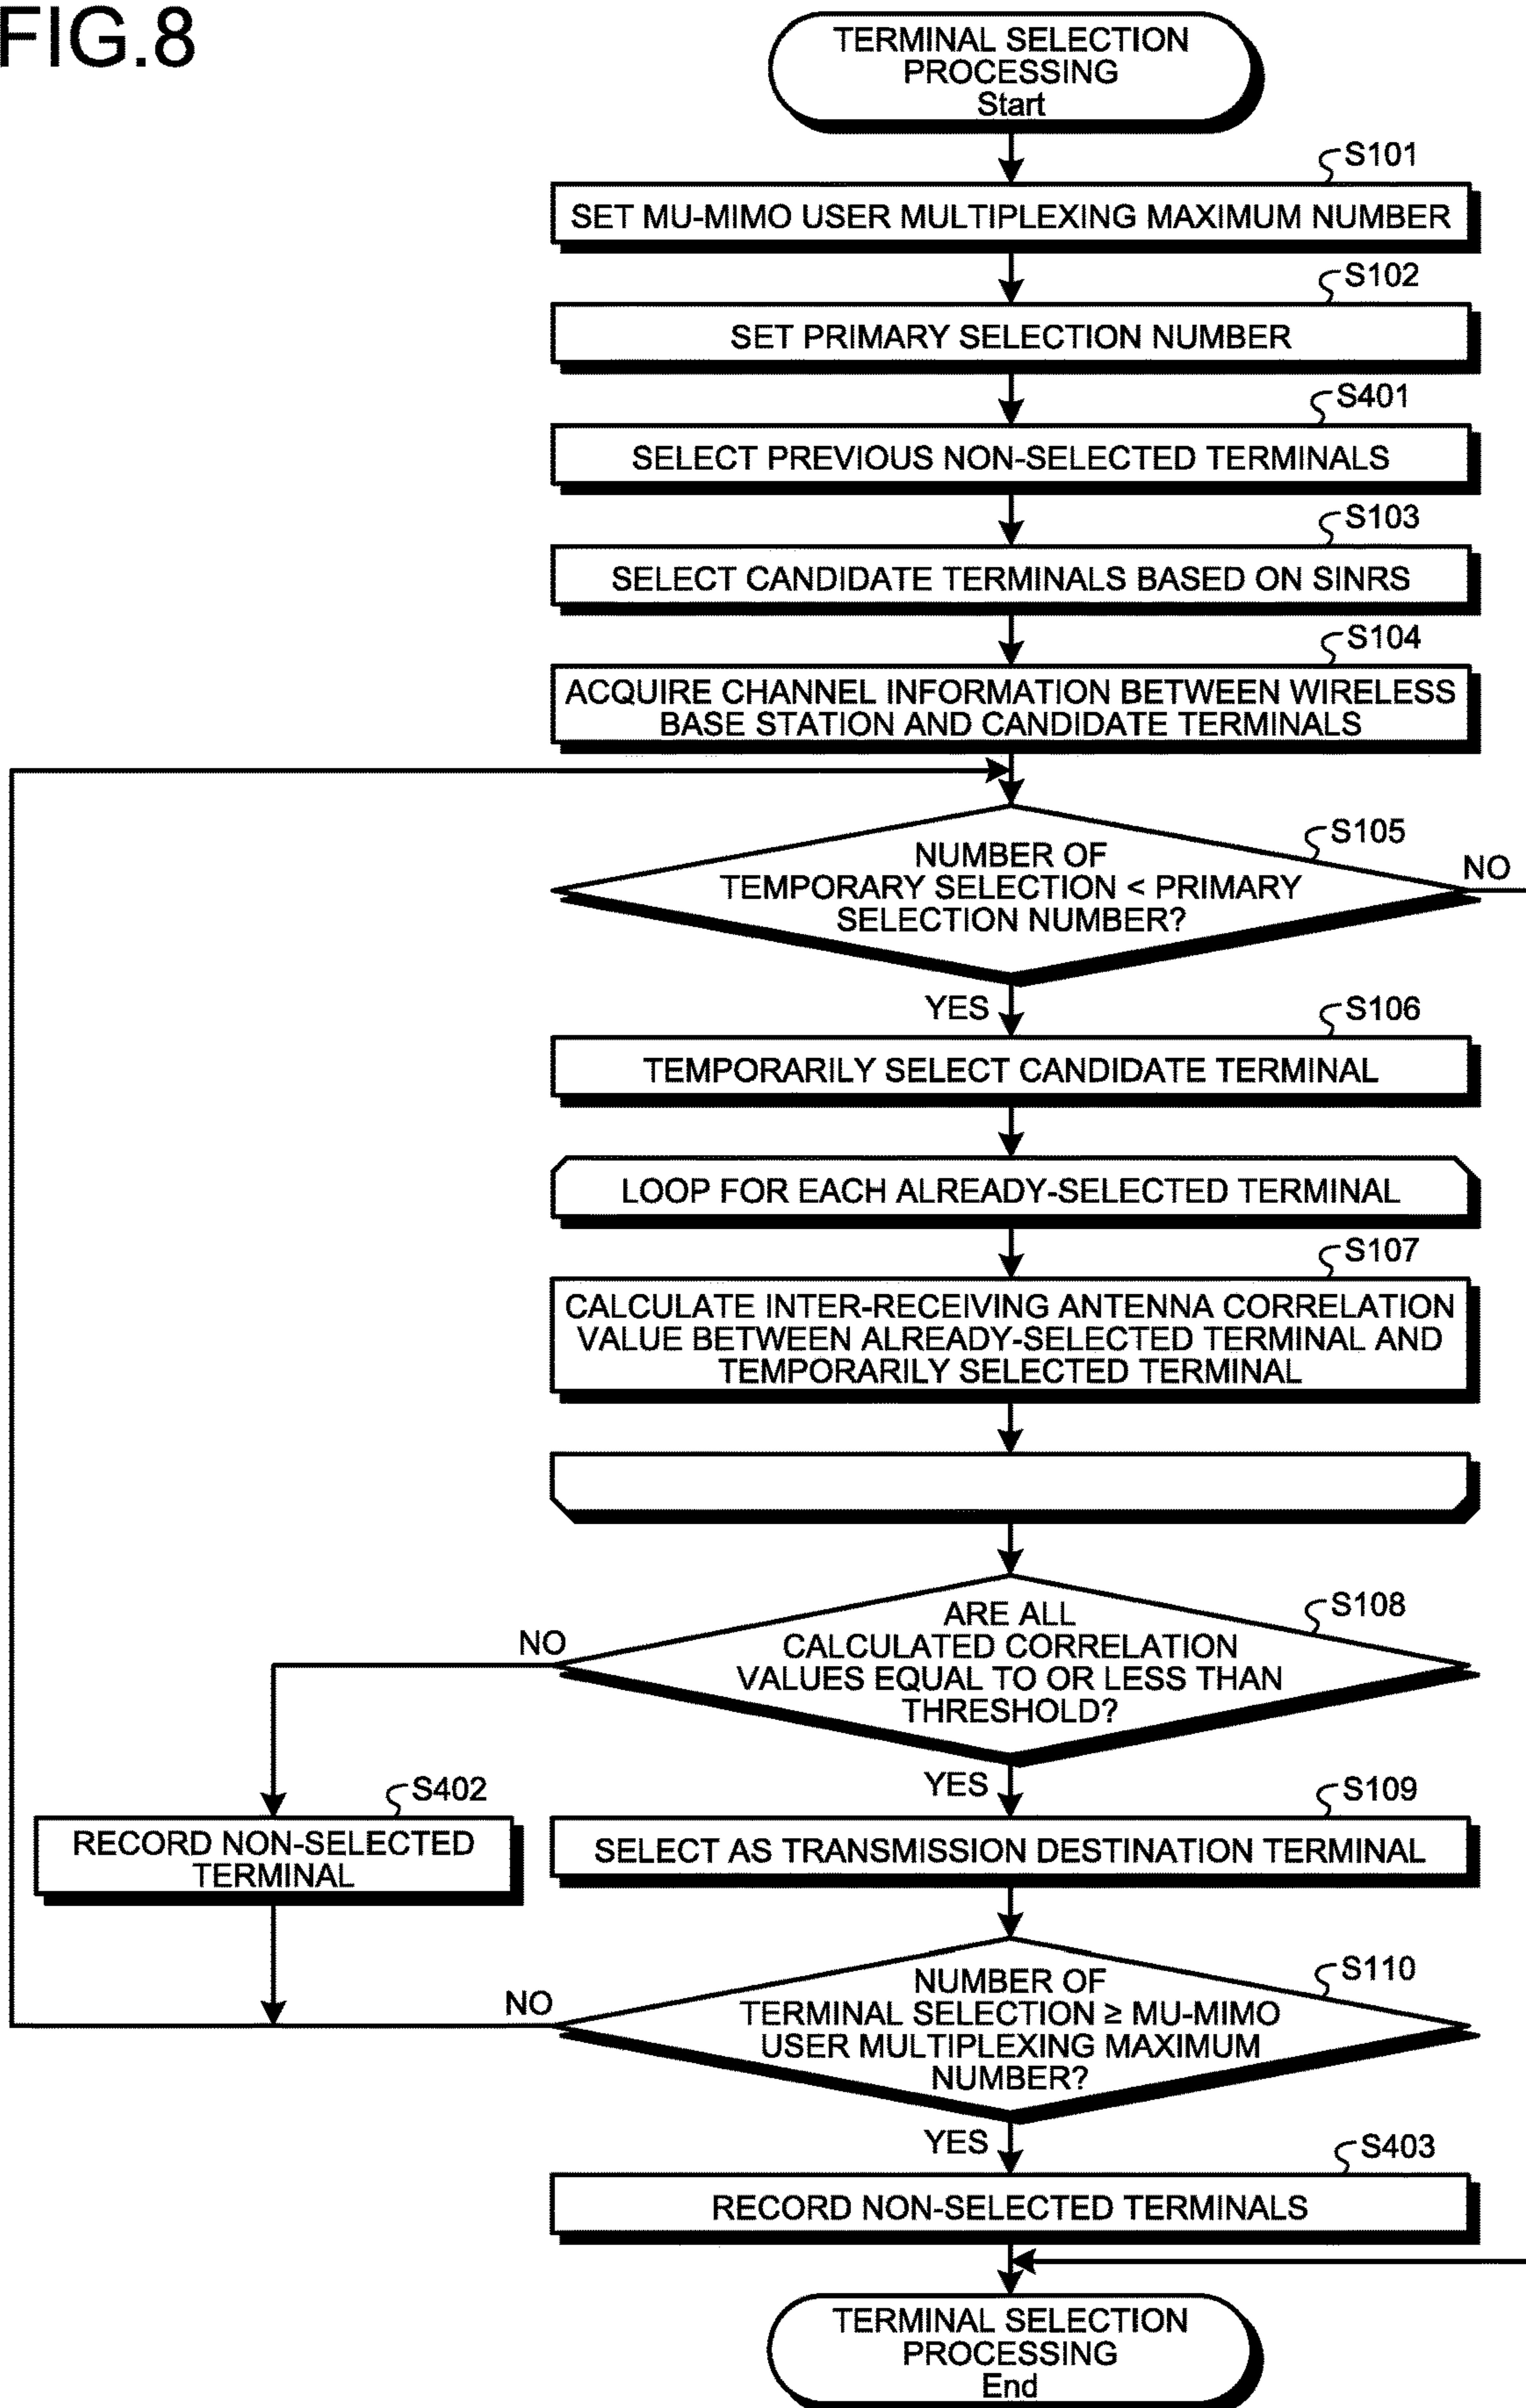 FIG.8
TERMINAL SELECTION
PROCESSING
Start
S101
SET MU-MIMO USER MULTIPLEXING MAXIMUM NUMBER
S102
SET PRIMARY SELECTION NUMBER
S401
SELECT PREVIOUS NON-SELECTED TERMINALS
S103
SELECT CANDIDATE TERMINALS BASED ON SINRS
S104
ACQUIRE CHANNEL INFORMATION BETWEEN WIRELESS
BASE STATION AND CANDIDATE TERMINALS
S105
NUMBER OF
TEMPORARY SELECTION < PRIMARY
SELECTION NUMBER?
NO
YES
S106
TEMPORARILY SELECT CANDIDATE TERMINAL
LOOP FOR EACH ALREADY-SELECTED TERMINAL
S107
CALCULATE INTER-RECEIVING ANTENNA CORRELATION
VALUE BETWEEN ALREADY-SELECTED TERMINAL AND
TEMPORARILY SELECTED TERMINAL
S108
ARE ALL
CALCULATED CORRELATION
VALUES EQUAL TO OR LESS THAN
THRESHOLD?
NO
YES
S402
RECORD NON-SELECTED
TERMINAL
S109
SELECT AS TRANSMISSION DESTINATION TERMINAL
S110
NUMBER OF
TERMINAL SELECTION ≥ MU-MIMO
USER MULTIPLEXING MAXIMUM
NUMBER?
NO
YES
S403
RECORD NON-SELECTED TERMINALS
TERMINAL SELECTION
PROCESSING
End